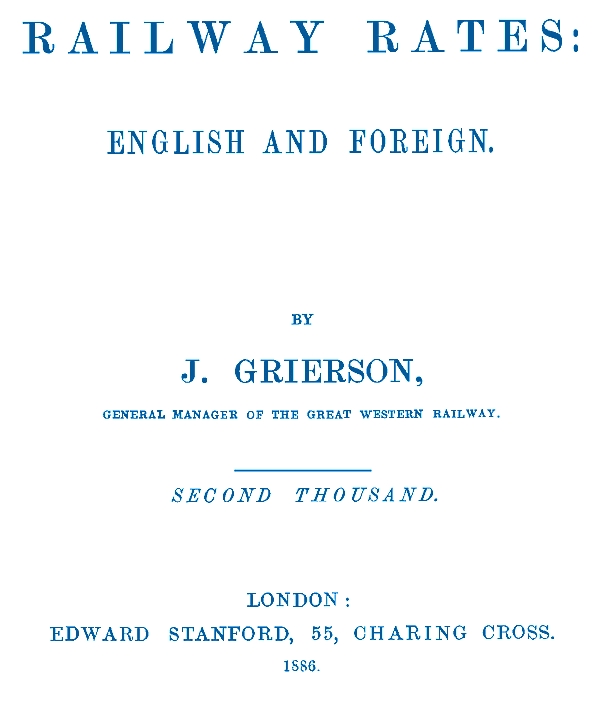 RAILWAY RATES:
ENGLISH AND FOREIGN.
BY
J. GRIERSON,
GENERAL MANAGER OF THE GREAT WESTERN RAILWAY.
SECOND THOUSAND.
LONDON:
EDWARD STANFORD, 55, CHARING CROSS.
1886.